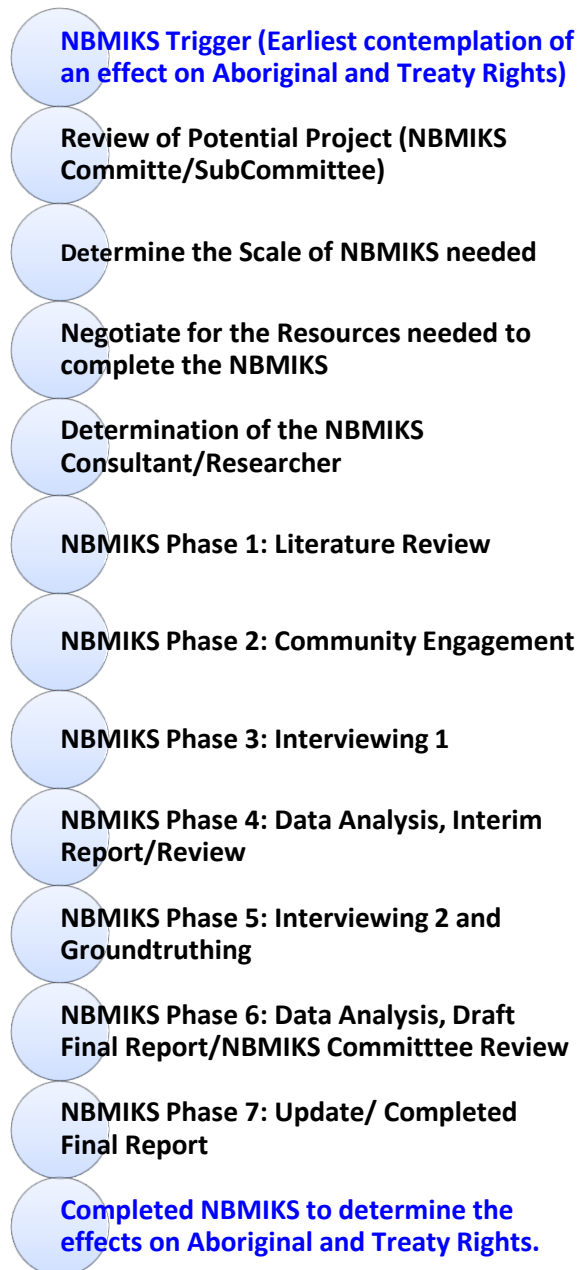 NBMIKS Trigger (Earliest contemplation of
an effect on Aboriginal and Treaty Rights)
Review of Potential Project (NBMIKS
Committe/SubCommittee)
Determine the Scale of NBMIKS needed
Negotiate for the Resources needed to
complete the NBMIKS
Determination of the NBMIKS
Consultant/Researcher
NBMIKS Phase 1: Literature Review
NBMIKS Phase 2: Community Engagement
NBMIKS Phase 3: Interviewing 1
NBMIKS Phase 4: Data Analysis, Interim
Report/Review
NBMIKS Phase 5: Interviewing 2 and
Groundtruthing
NBMIKS Phase 6: Data Analysis, Draft
Final Report/NBMIKS Committtee Review
NBMIKS Phase 7: Update/ Completed
Final Report
Completed NBMIKS to determine the
effects on Aboriginal and Treaty Rights.